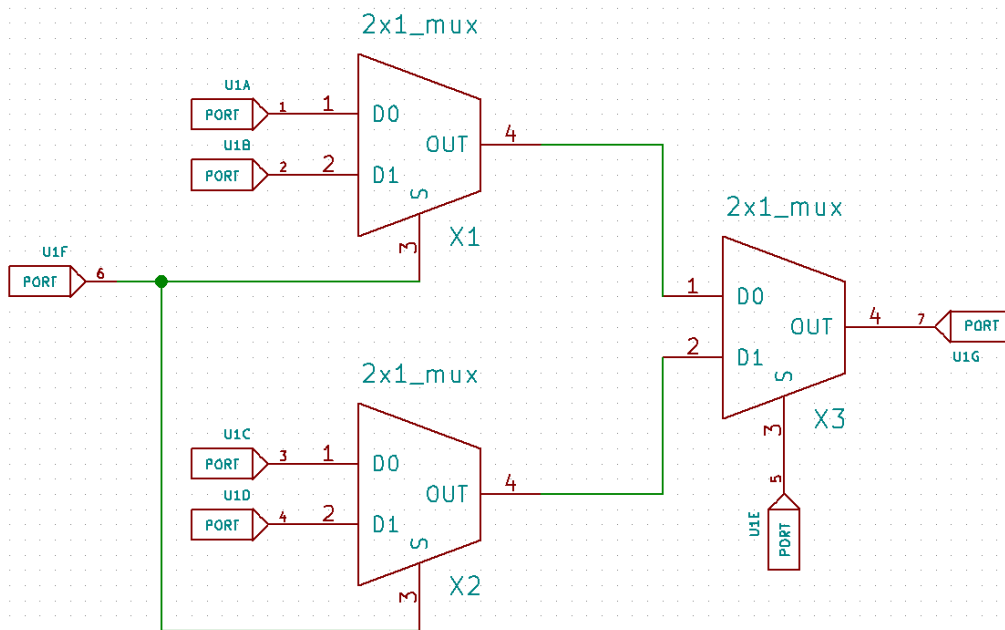 2x1_mux
U1A
PORT 1 1 D0
OUT 4
U1B
PORT 2 2 D1
S
X1
3
2x1_mux
U1F
PORT 6
1 D0
OUT 4 7 PORT
U1G
2 D1
S
X3
3
5
U1E
PORT
2x1_mux
U1C
PORT 3 1 D0
OUT 4
U1D
PORT 4 2 D1
S
X2
3